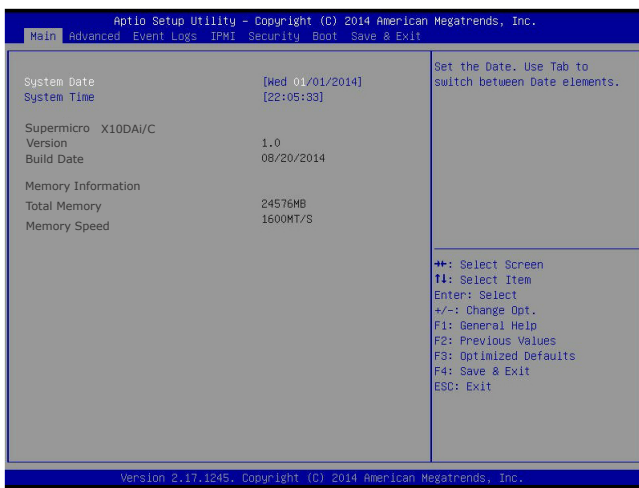 Aptio Setup Utility – Copyright (C) 2014 American Megatrends, Inc.
Main Advanced Event Logs IPMI Security Boot Save & Exit
System Date [Wed 01/01/2014]
System Time [22:05:33]
Supermicro X10DAi/C
Version 1.0
Build Date 08/20/2014
Memory Information
Total Memory 24576MB
Memory Speed 1600MT/S
Set the Date. Use Tab to
switch between Date elements.
→←: Select Screen
↑↓: Select Item
Enter: Select
+/-: Change Opt.
F1: General Help
F2: Previous Values
F3: Optimized Defaults
F4: Save & Exit
ESC: Exit
Version 2.17.1245. Copyright (C) 2014 American Megatrends, Inc.